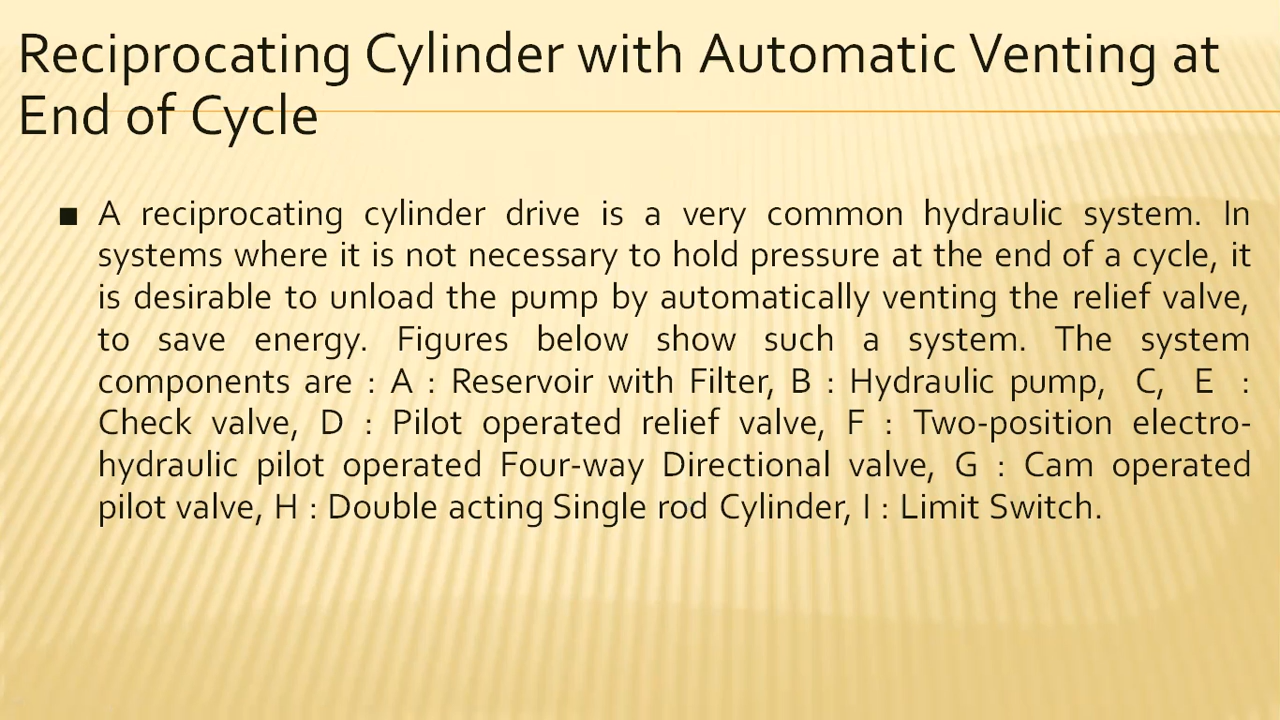 Reciprocating Cylinder with Automatic Venting at
End of Cycle
▪ A reciprocating cylinder drive is a very common hydraulic system. In
systems where it is not necessary to hold pressure at the end of a cycle, it
is desirable to unload the pump by automatically venting the relief valve,
to save energy. Figures below show such a system. The system
components are : A : Reservoir with Filter, B : Hydraulic pump, C, E :
Check valve, D : Pilot operated relief valve, F : Two-position electro-
hydraulic pilot operated Four-way Directional valve, G : Cam operated
pilot valve, H : Double acting Single rod Cylinder, I : Limit Switch.